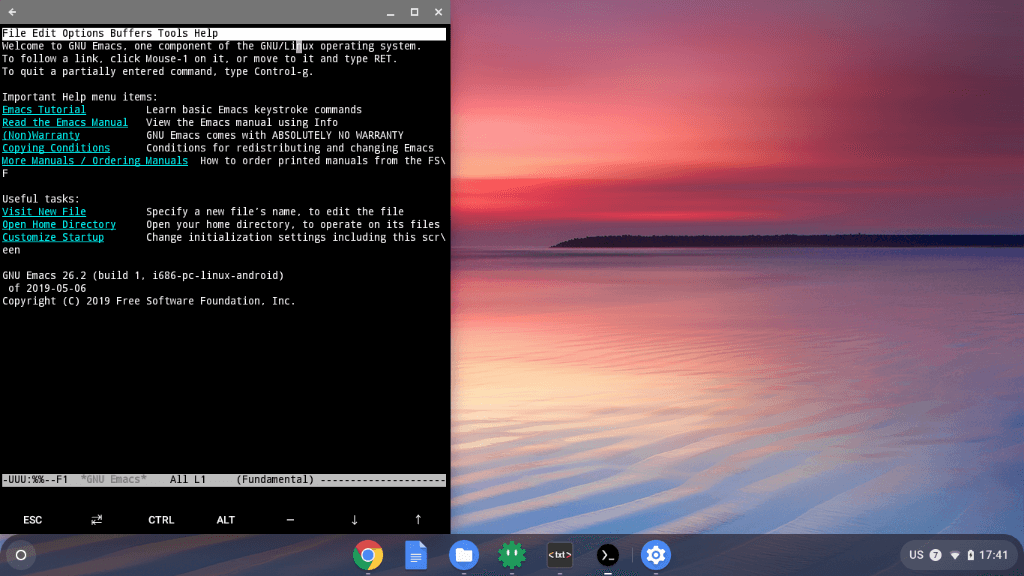 File Edit Options Buffers Tools Help
Welcome to GNU Emacs, one component of the GNU/Linux operating system.
To follow a link, click Mouse-1 on it, or move to it and type RET.
To quit a partially entered command, type Control-g.
Important Help menu items:
Emacs Tutorial Learn basic Emacs keystroke commands
Read the Emacs Manual View the Emacs manual using Info
(Non)Warranty GNU Emacs comes with ABSOLUTELY NO WARRANTY
Copying Conditions Conditions for redistributing and changing Emacs
More Manuals / Ordering Manuals How to order printed manuals from the FS\
F
Useful tasks:
Visit New File Specify a new file's name, to edit the file
Open Home Directory Open your home directory, to operate on its files
Customize Startup Change initialization settings including this scr\
een
GNU Emacs 26.2 (build 1, i686-pc-linux-android)
of 2019-05-06
Copyright (C) 2019 Free Software Foundation, Inc.
-UUU:%%--F1 *GNU Emacs* All L1 (Fundamental) ---------------------
ESC CTRL ALT –
<txt> US 7 17:41